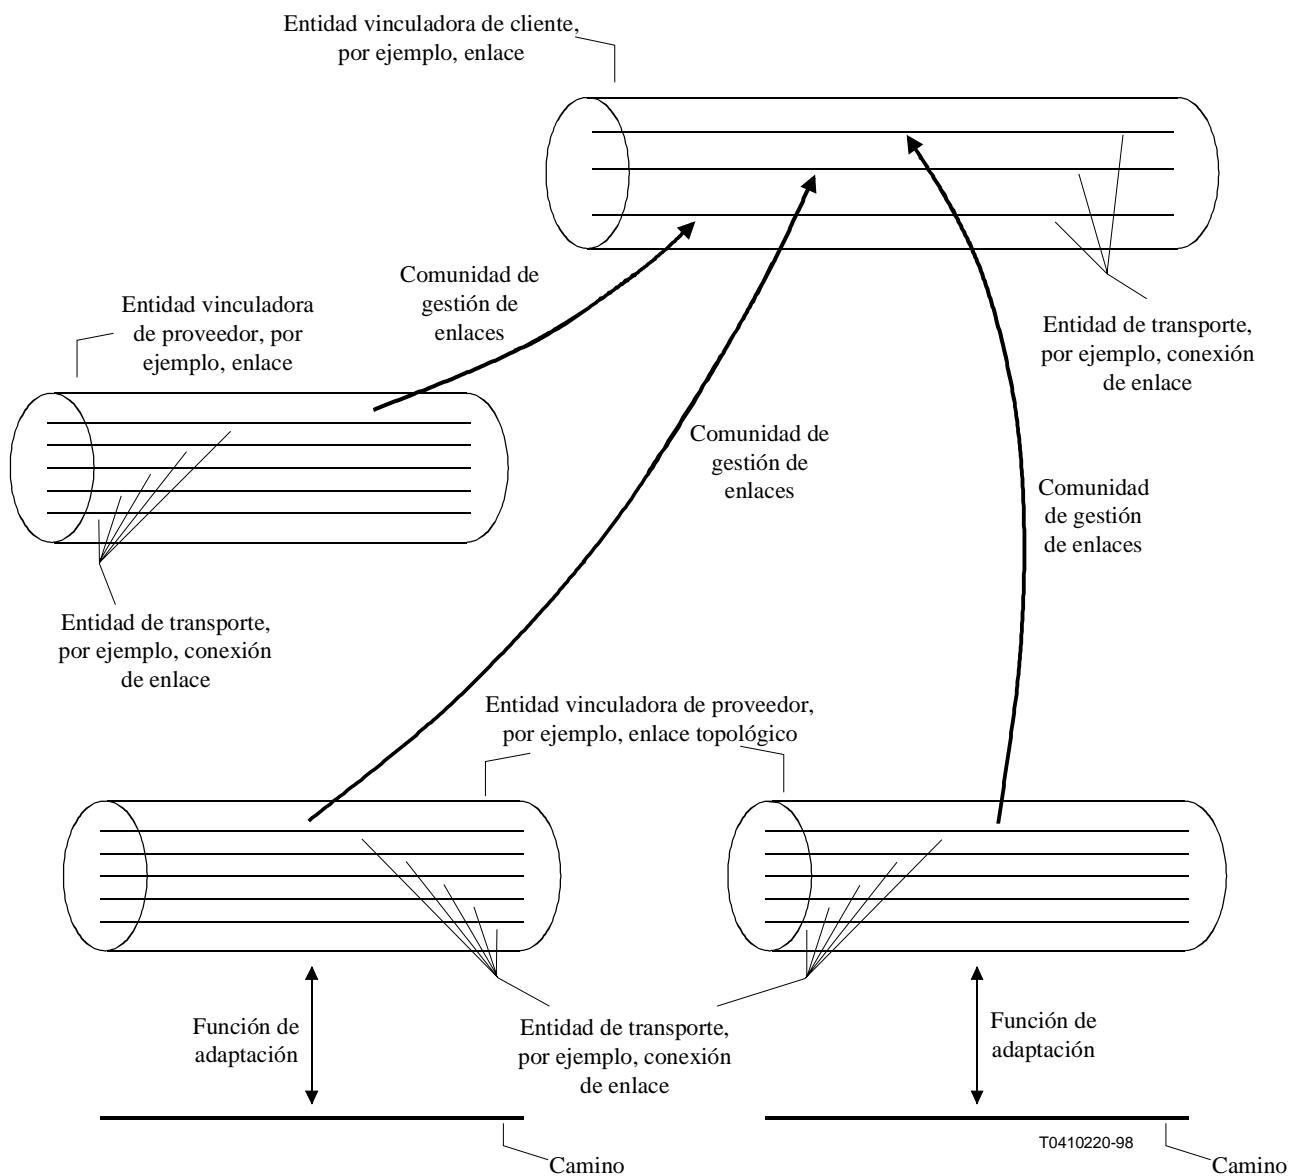 Entidad vinculadora de cliente,
por ejemplo, enlace
Comunidad de
gestión de
enlaces
Entidad vinculadora
de proveedor, por
ejemplo, enlace
Entidad de transporte,
por ejemplo, conexión
de enlace
Comunidad de
gestión de
enlaces
Comunidad
de gestión
de enlaces
Entidad de transporte,
por ejemplo, conexión
de enlace
Entidad vinculadora de proveedor,
por ejemplo, enlace topológico
Función de
adaptación
Entidad de transporte,
por ejemplo, conexión
de enlace
Función de
adaptación
T0410220-98
Camino
Camino